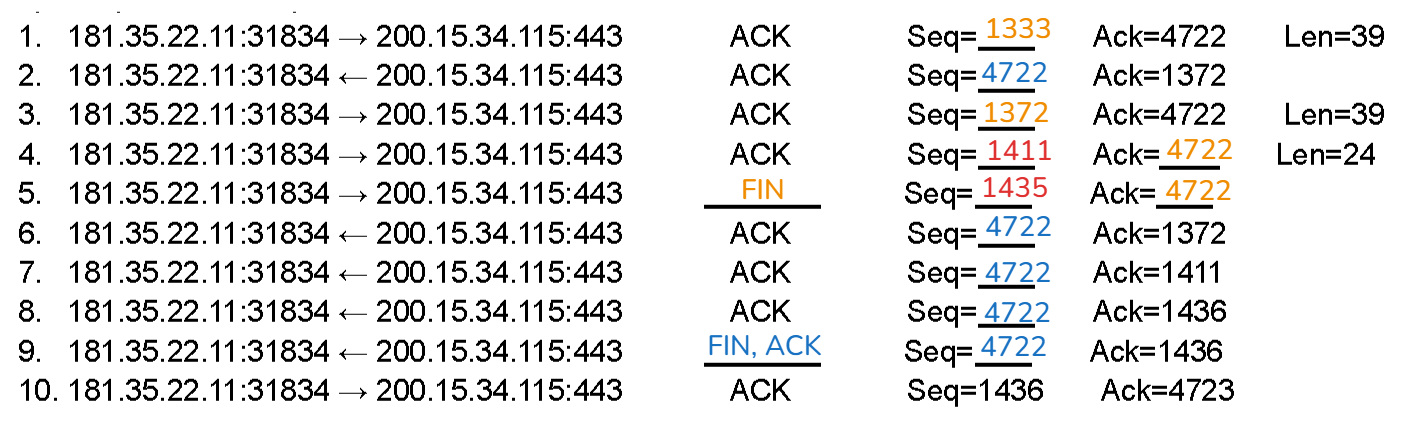 1. 181.35.22.11:31834 → 200.15.34.115:443 ACK Seq=1333 Ack=4722 Len=39
2. 181.35.22.11:31834 ← 200.15.34.115:443 ACK Seq=4722 Ack=1372
3. 181.35.22.11:31834 → 200.15.34.115:443 ACK Seq=1372 Ack=4722 Len=39
4. 181.35.22.11:31834 → 200.15.34.115:443 ACK Seq=1411 Ack=4722 Len=24
5. 181.35.22.11:31834 → 200.15.34.115:443 FIN Seq=1435 Ack=4722
6. 181.35.22.11:31834 ← 200.15.34.115:443 ACK Seq=4722 Ack=1372
7. 181.35.22.11:31834 ← 200.15.34.115:443 ACK Seq=4722 Ack=1411
8. 181.35.22.11:31834 ← 200.15.34.115:443 ACK Seq=4722 Ack=1436
9. 181.35.22.11:31834 ← 200.15.34.115:443 FIN, ACK Seq=4722 Ack=1436
10. 181.35.22.11:31834 → 200.15.34.115:443 ACK Seq=1436 Ack=4723